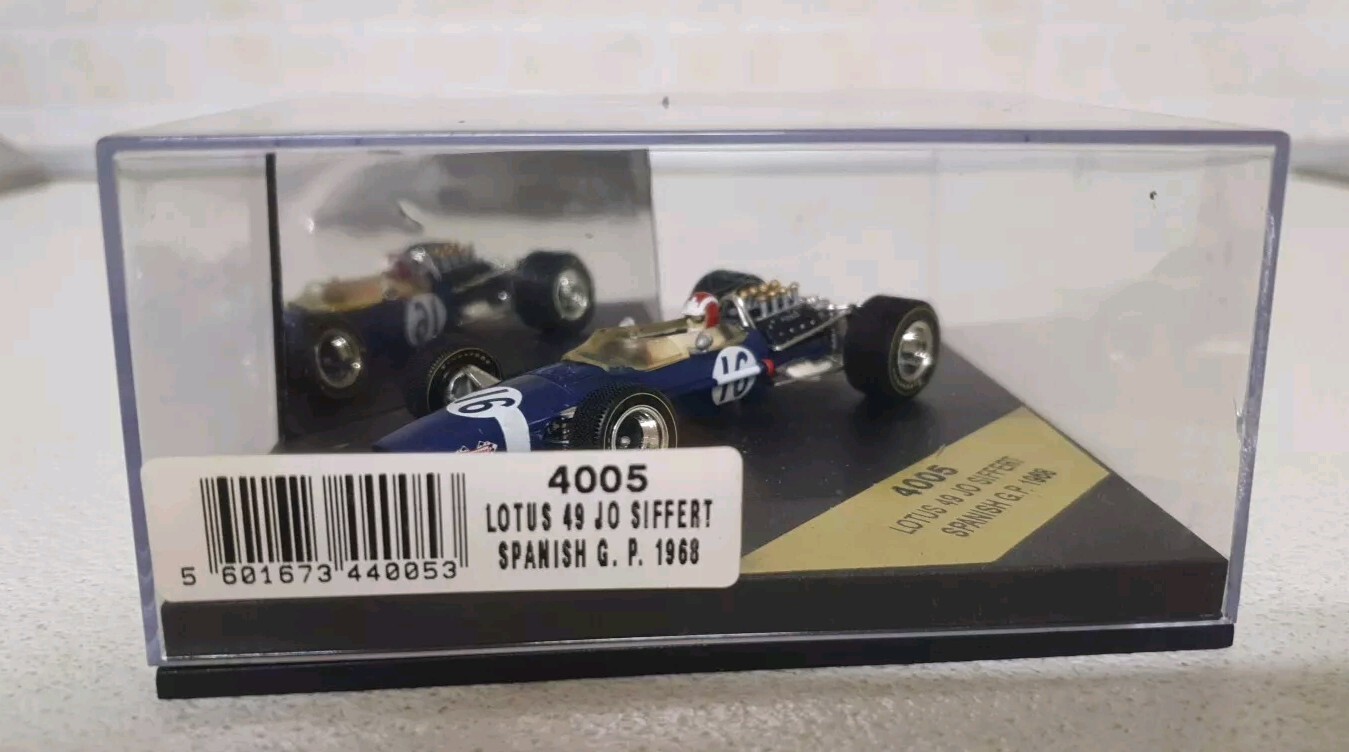 16
16
16
4005
LOTUS 49 JO SIFFERT
SPANISH G. P. 1968
5 601673 440053
4005
LOTUS 49 JO SIFFERT
SPANISH G.P. 1968